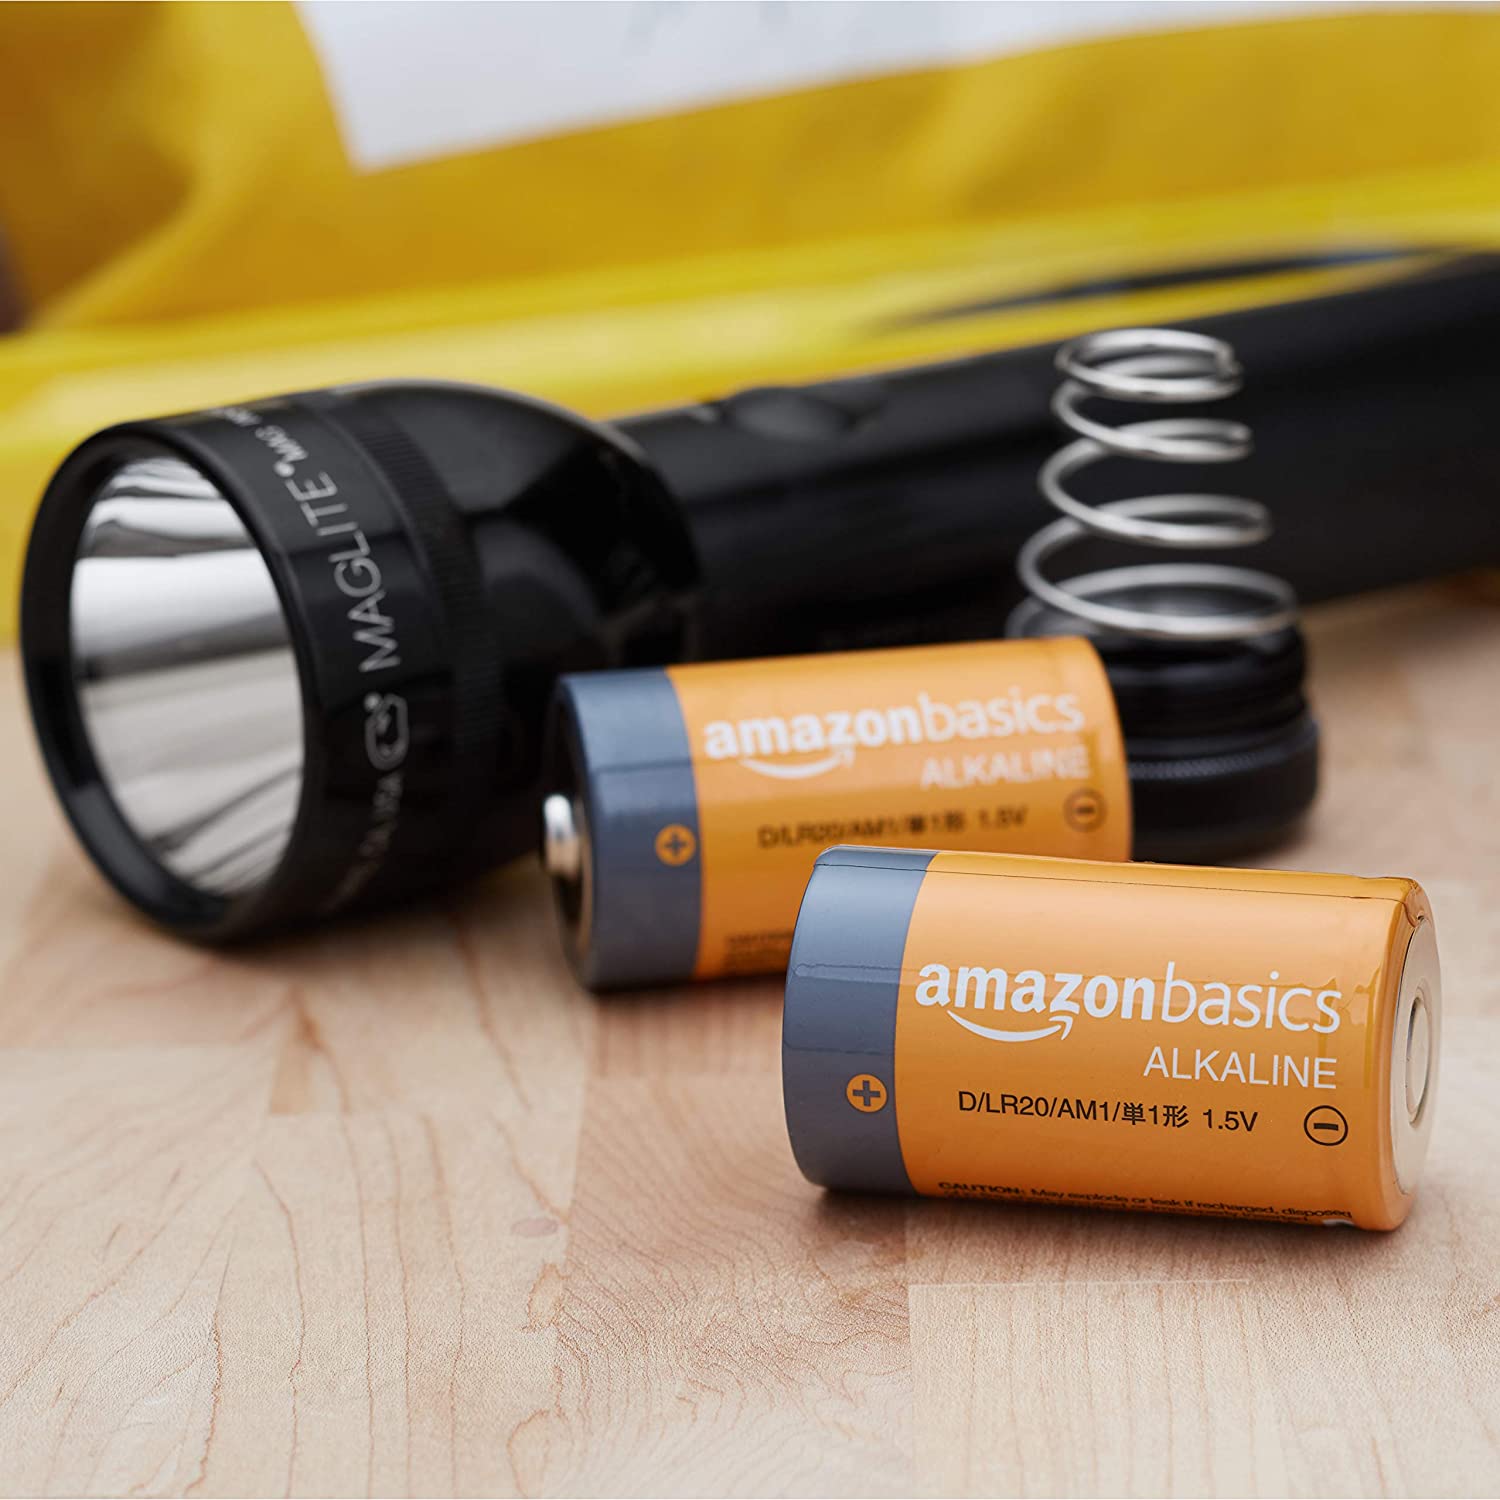 MAGLITE® MAG
amazonbasics
ALKALINE
D/LR20/AM1/単1形 1.5V
amazonbasics
ALKALINE
D/LR20/AM1/単1形 1.5V
CAUTION: May explode or leak if recharged, disposed